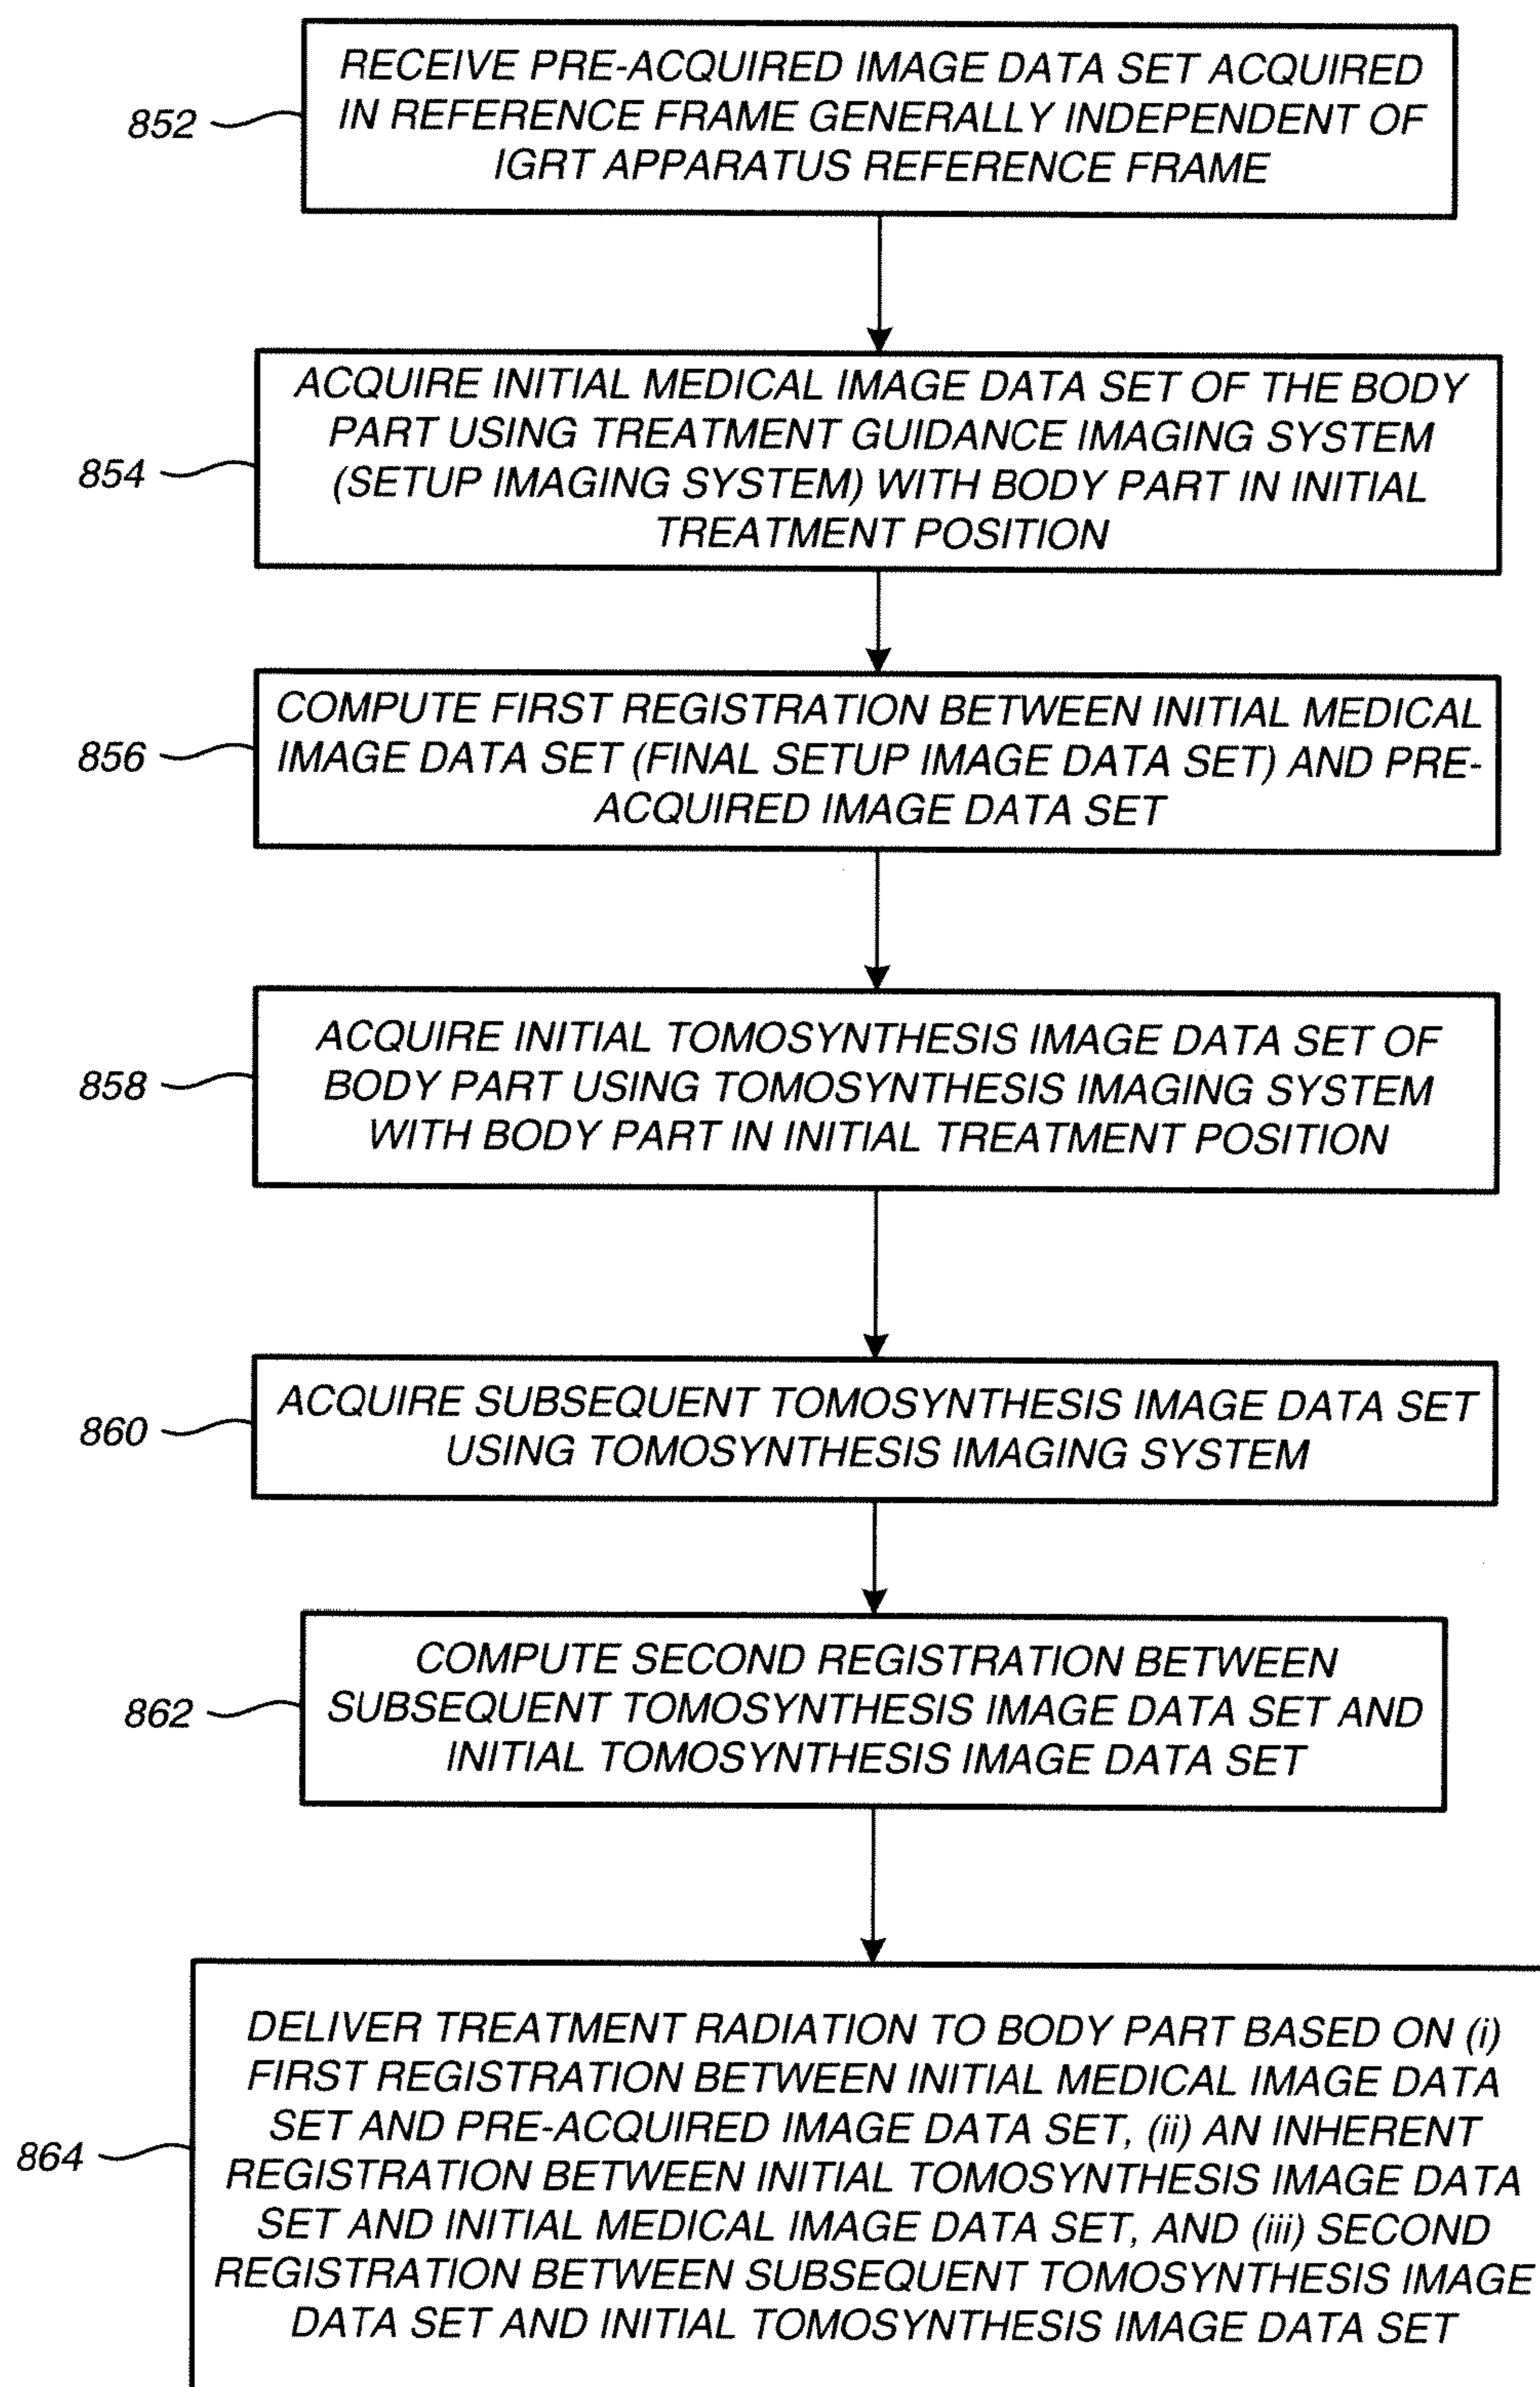 RECEIVE PRE-ACQUIRED IMAGE DATA SET ACQUIRED
IN REFERENCE FRAME GENERALLY INDEPENDENT OF
IGRT APPARATUS REFERENCE FRAME
852
ACQUIRE INITIAL MEDICAL IMAGE DATA SET OF THE BODY
PART USING TREATMENT GUIDANCE IMAGING SYSTEM
(SETUP IMAGING SYSTEM) WITH BODY PART IN INITIAL
TREATMENT POSITION
854
COMPUTE FIRST REGISTRATION BETWEEN INITIAL MEDICAL
IMAGE DATA SET (FINAL SETUP IMAGE DATA SET) AND PRE-
ACQUIRED IMAGE DATA SET
856
ACQUIRE INITIAL TOMOSYNTHESIS IMAGE DATA SET OF
BODY PART USING TOMOSYNTHESIS IMAGING SYSTEM
WITH BODY PART IN INITIAL TREATMENT POSITION
858
ACQUIRE SUBSEQUENT TOMOSYNTHESIS IMAGE DATA SET
USING TOMOSYNTHESIS IMAGING SYSTEM
860
COMPUTE SECOND REGISTRATION BETWEEN
SUBSEQUENT TOMOSYNTHESIS IMAGE DATA SET AND
INITIAL TOMOSYNTHESIS IMAGE DATA SET
862
DELIVER TREATMENT RADIATION TO BODY PART BASED ON (i)
FIRST REGISTRATION BETWEEN INITIAL MEDICAL IMAGE DATA
SET AND PRE-ACQUIRED IMAGE DATA SET, (ii) AN INHERENT
REGISTRATION BETWEEN INITIAL TOMOSYNTHESIS IMAGE DATA
SET AND INITIAL MEDICAL IMAGE DATA SET, AND (iii) SECOND
REGISTRATION BETWEEN SUBSEQUENT TOMOSYNTHESIS IMAGE
DATA SET AND INITIAL TOMOSYNTHESIS IMAGE DATA SET
864